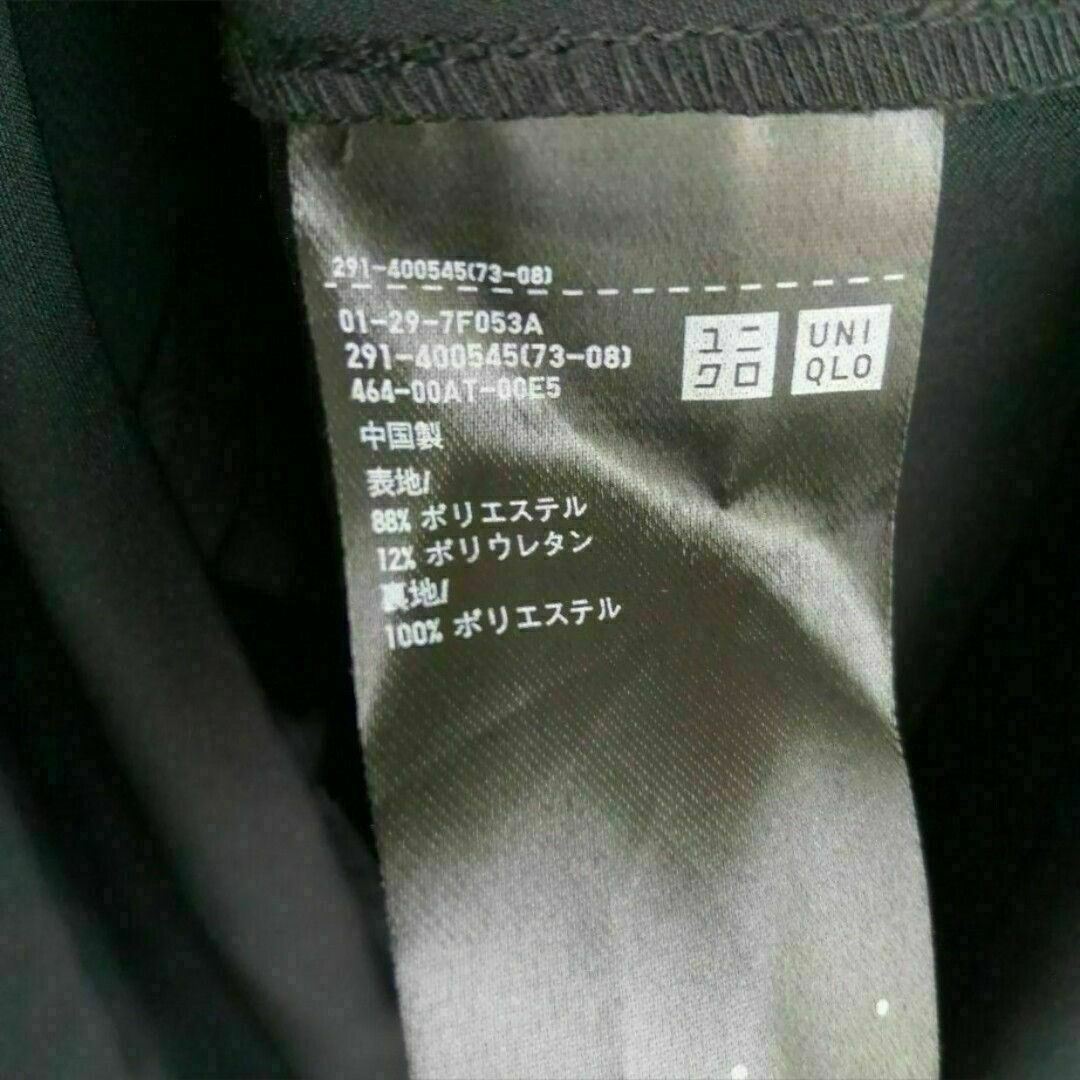 291-400545(73-08)
01-29-7F053A
291-400545(73-08)
464-00AT-00E5
ユニ
クロ
UNI
QLO
中国製
表地/
88% ポリエステル
12% ポリウレタン
裏地/
100% ポリエステル